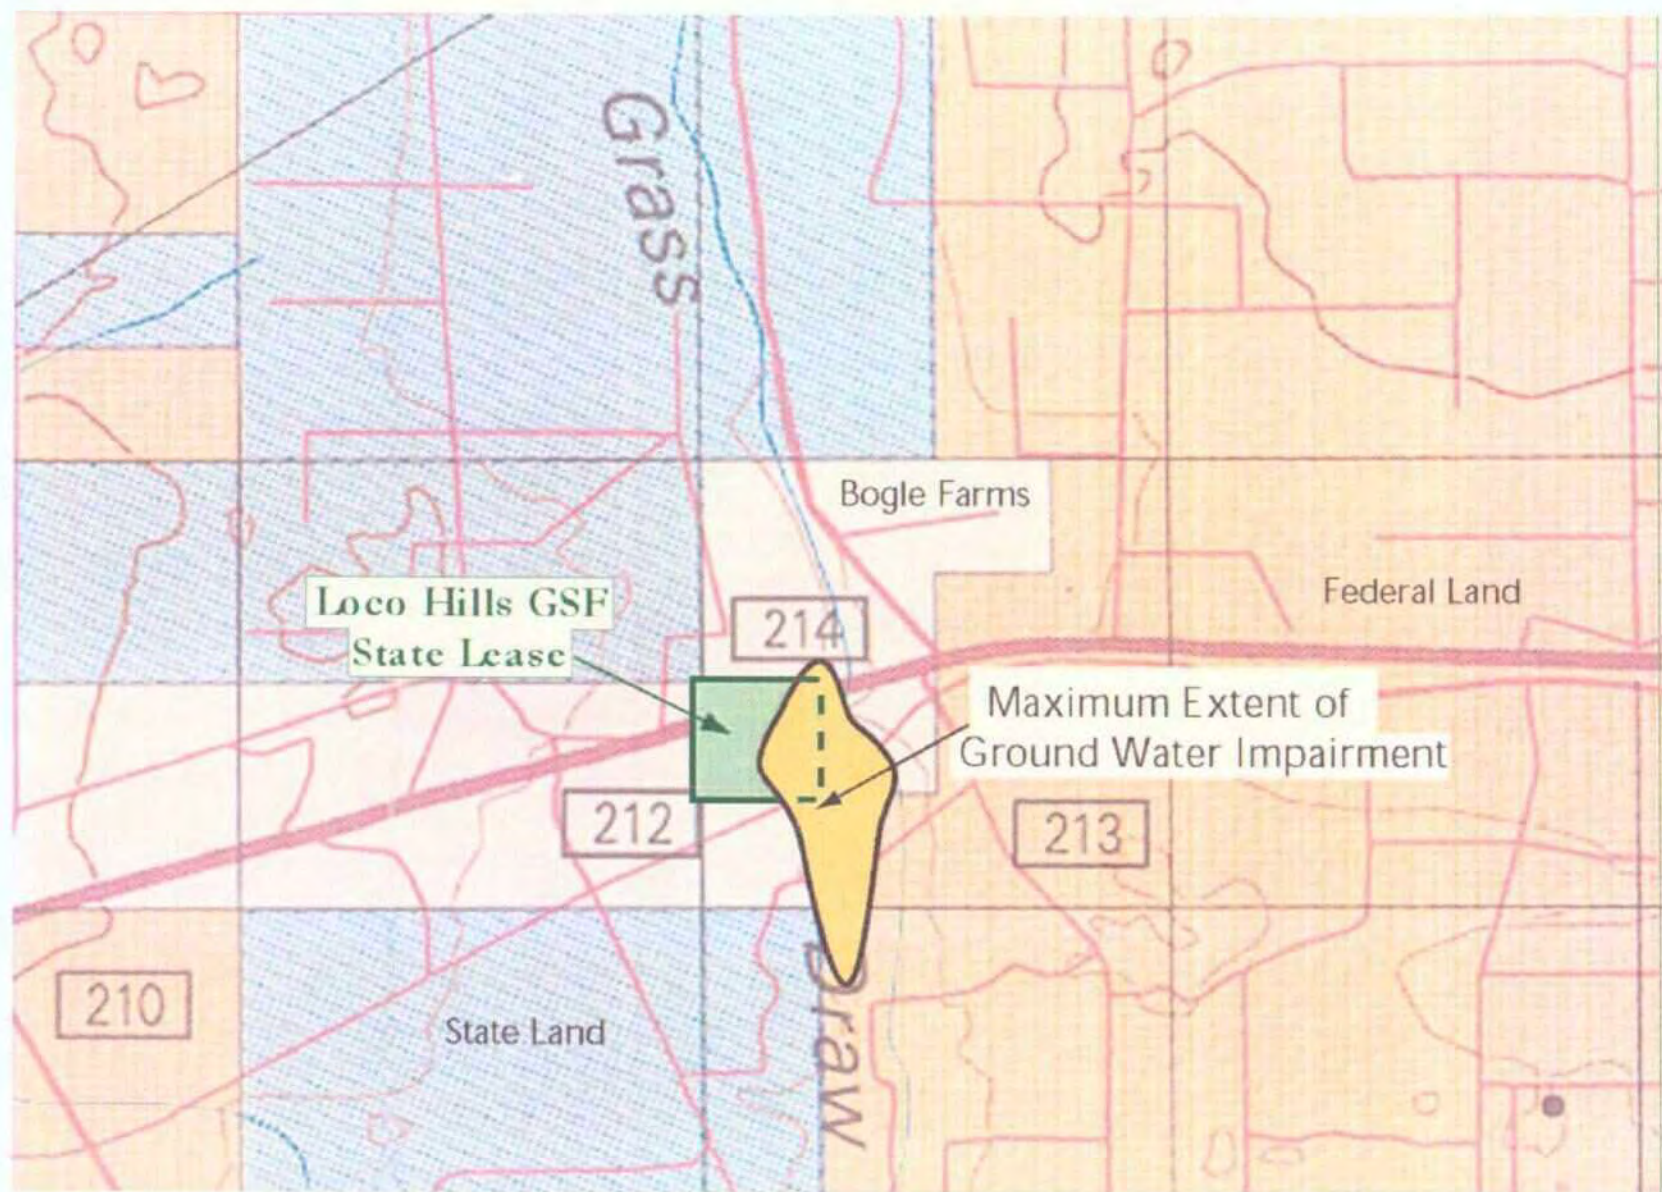 Grass
Bogle Farms
Federal Land
Loco Hills GSF
State Lease
214
Maximum Extent of
Ground Water Impairment
212
213
210
State Land
Draw